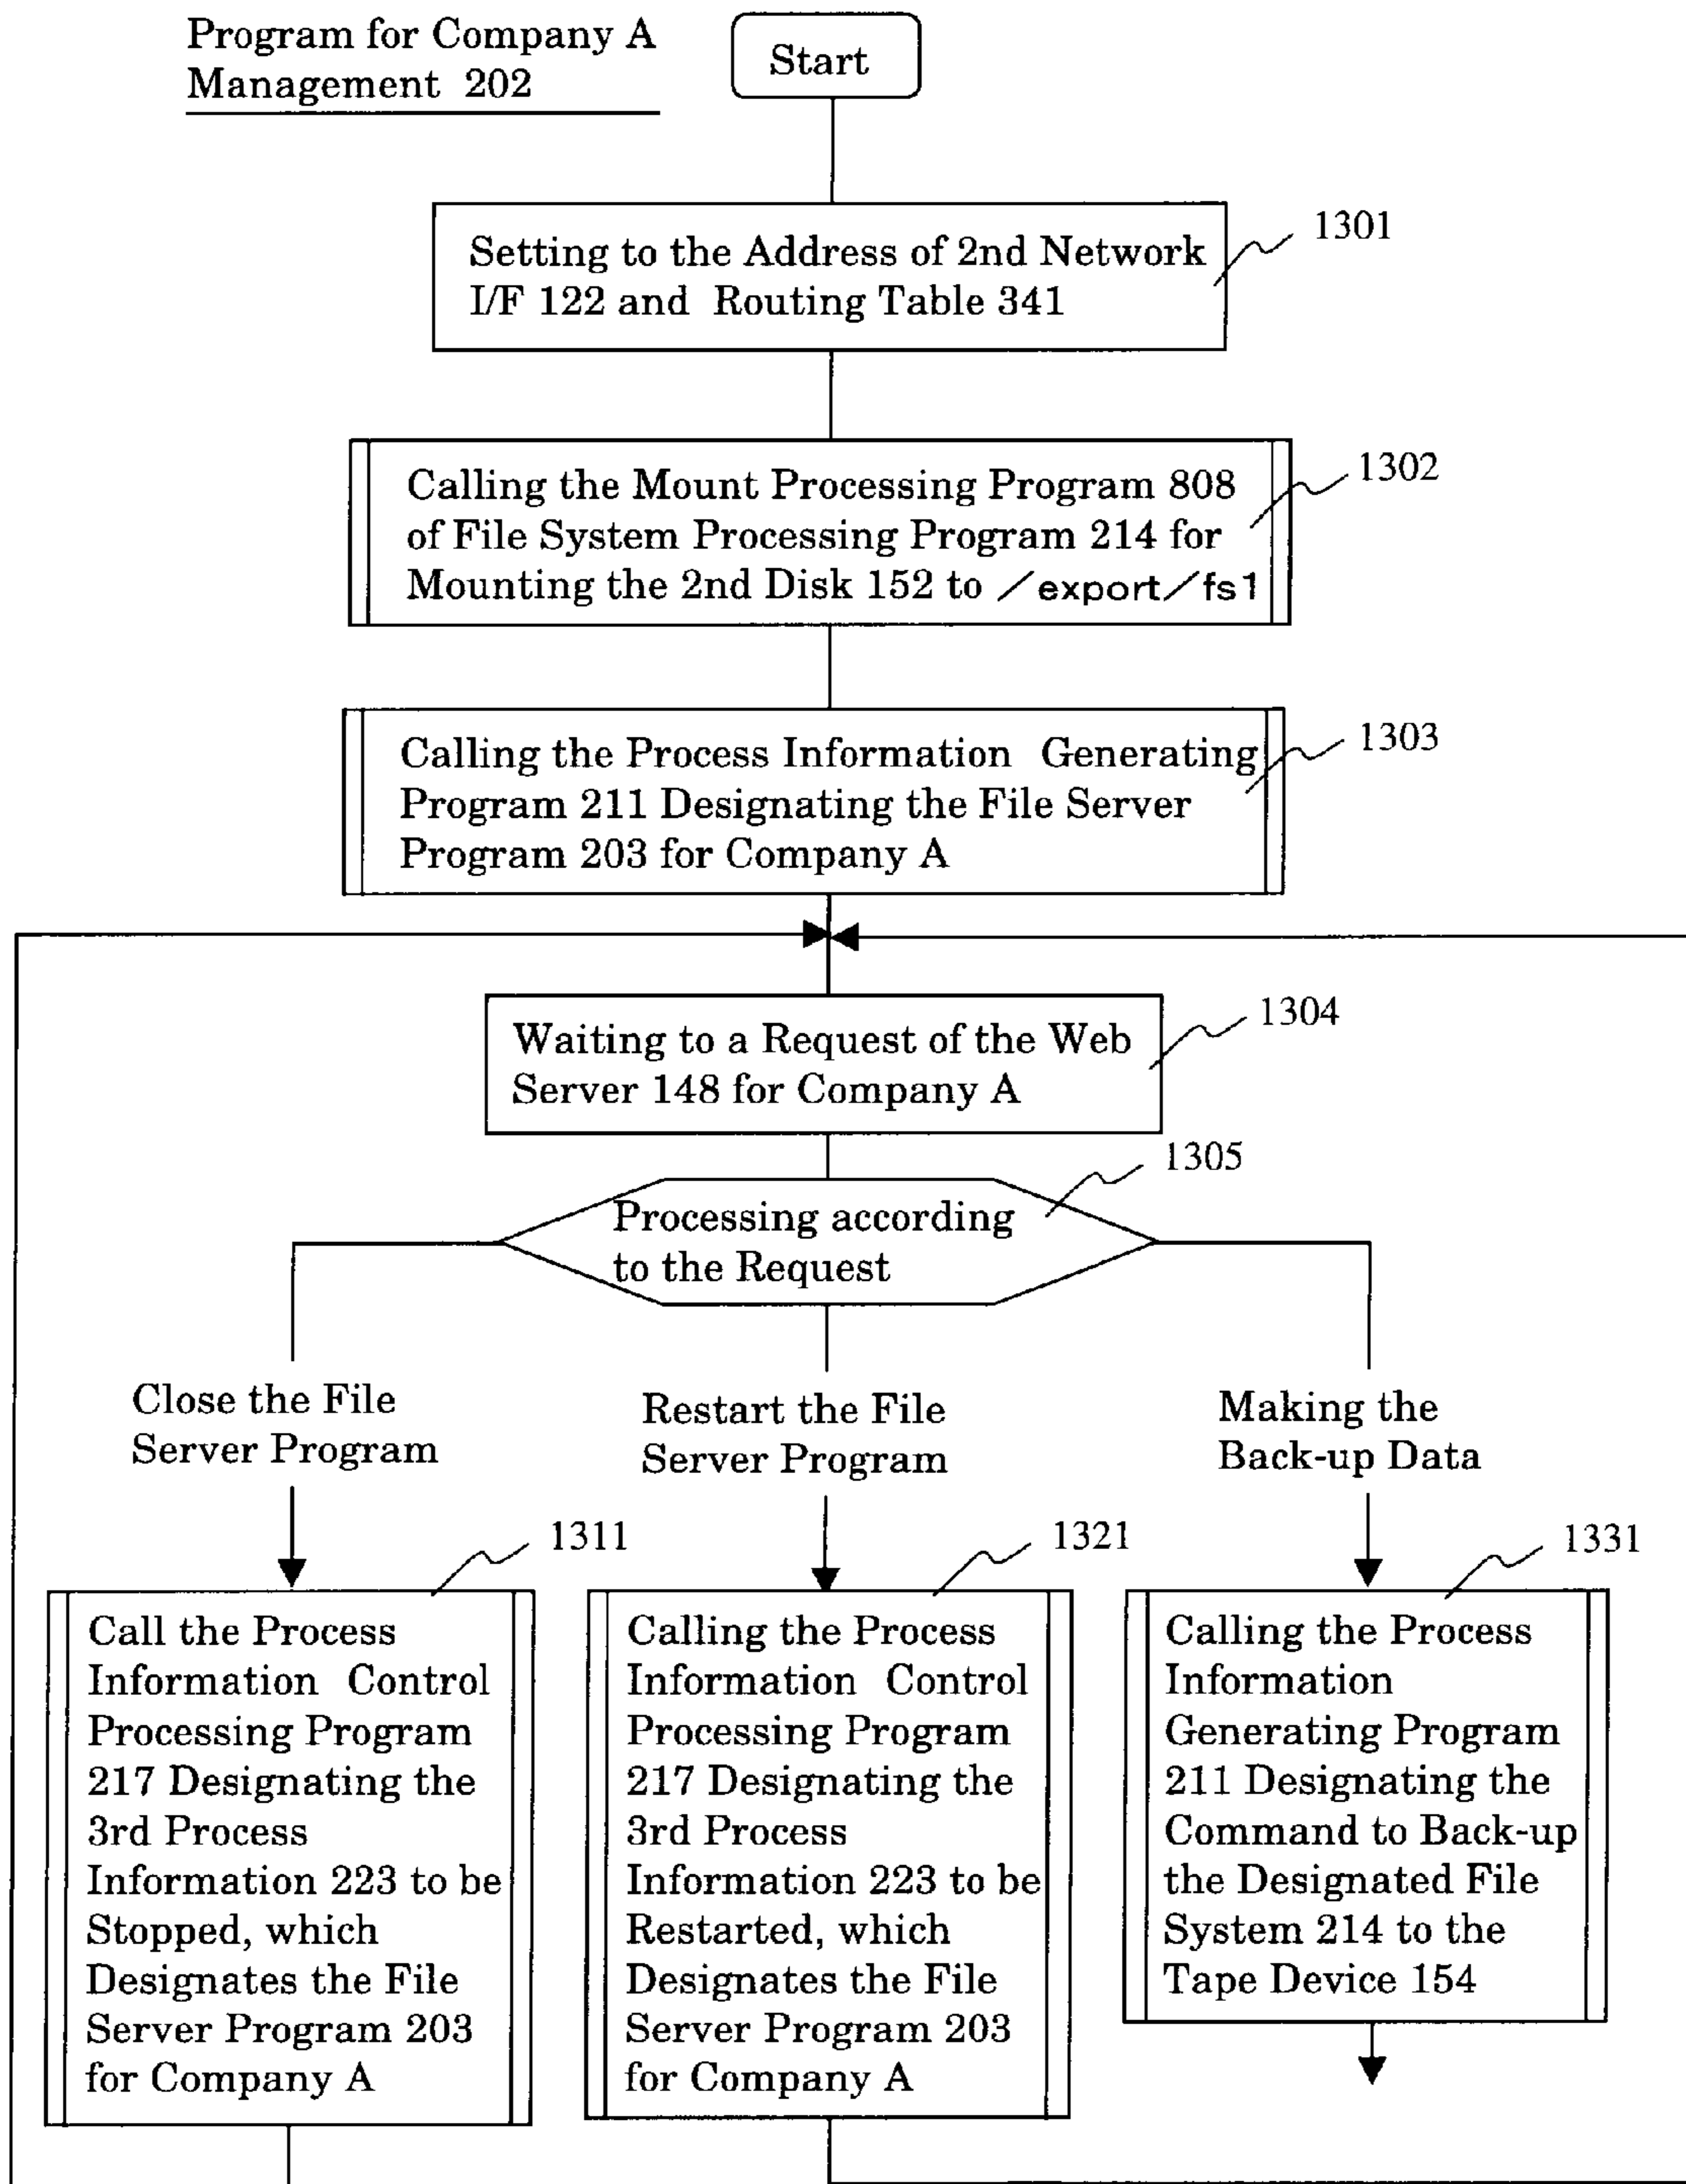 Program for Company A
Management 202
Start
Setting to the Address of 2nd Network
I/F 122 and Routing Table 341
1301
Calling the Mount Processing Program 808
of File System Processing Program 214 for
Mounting the 2nd Disk 152 to /export/fs1
1302
Calling the Process Information Generating
Program 211 Designating the File Server
Program 203 for Company A
1303
Waiting to a Request of the Web
Server 148 for Company A
1304
1305
Processing according
to the Request
Close the File
Server Program
Restart the File
Server Program
Making the
Back-up Data
1311
Call the Process
Information Control
Processing Program
217 Designating the
3rd Process
Information 223 to be
Stopped, which
Designates the File
Server Program 203
for Company A
1321
Calling the Process
Information Control
Processing Program
217 Designating the
3rd Process
Information 223 to be
Restarted, which
Designates the File
Server Program 203
for Company A
1331
Calling the Process
Information
Generating Program
211 Designating the
Command to Back-up
the Designated File
System 214 to the
Tape Device 154